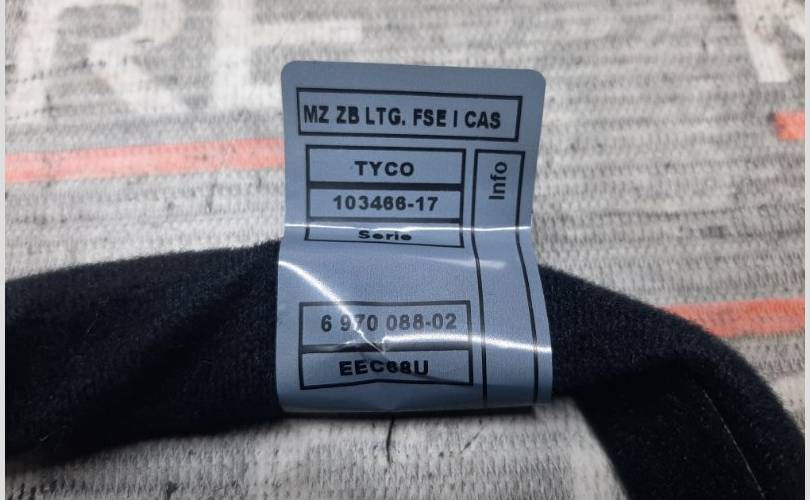 MZ ZB LTG. FSE I CAS
TYCO
103466-17
Serie
Info
6 970 088-02
EEC68U